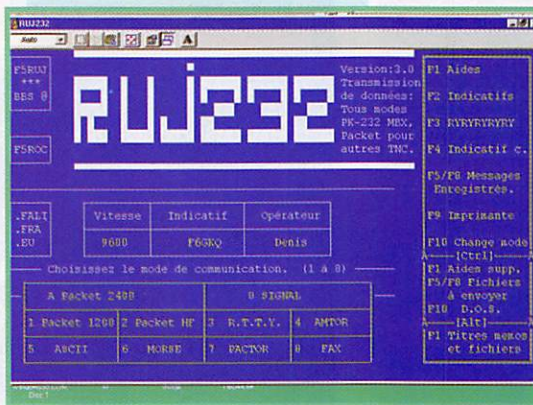 RUJ232
Auto
A
F5RUJ
***
BBS @
F5ROC
.FALI
.FRA
.EU
RUJ232
Version:3.0
Transmission
de données:
Tous modes
PK-232 MBX,
Packet pour
autres TNC.
Vitesse Indicatif Opérateur
9600 F6GKQ Denis
Choisissez le mode de communication. (1 à 8)
A Packet 2400 0 SIGNAL
1 Packet 1200 2 Packet HF 3 R.T.T.Y. 4 AMTOR
5 ASCII 6 MORSE 7 PACTOR 8 FAX
F1 Aides
F2 Indicatifs
F3 RYRYRYRYRY
F4 Indicatif c.
F5/F8 Messages
Enregistrés.
F9 Imprimante
F10 Change mode
[Ctrl]
F1 Aides supp.
F5/F8 Fichiers
à envoyer
F10 D.O.S.
[Alt]
F1 Titres memos
et fichiers